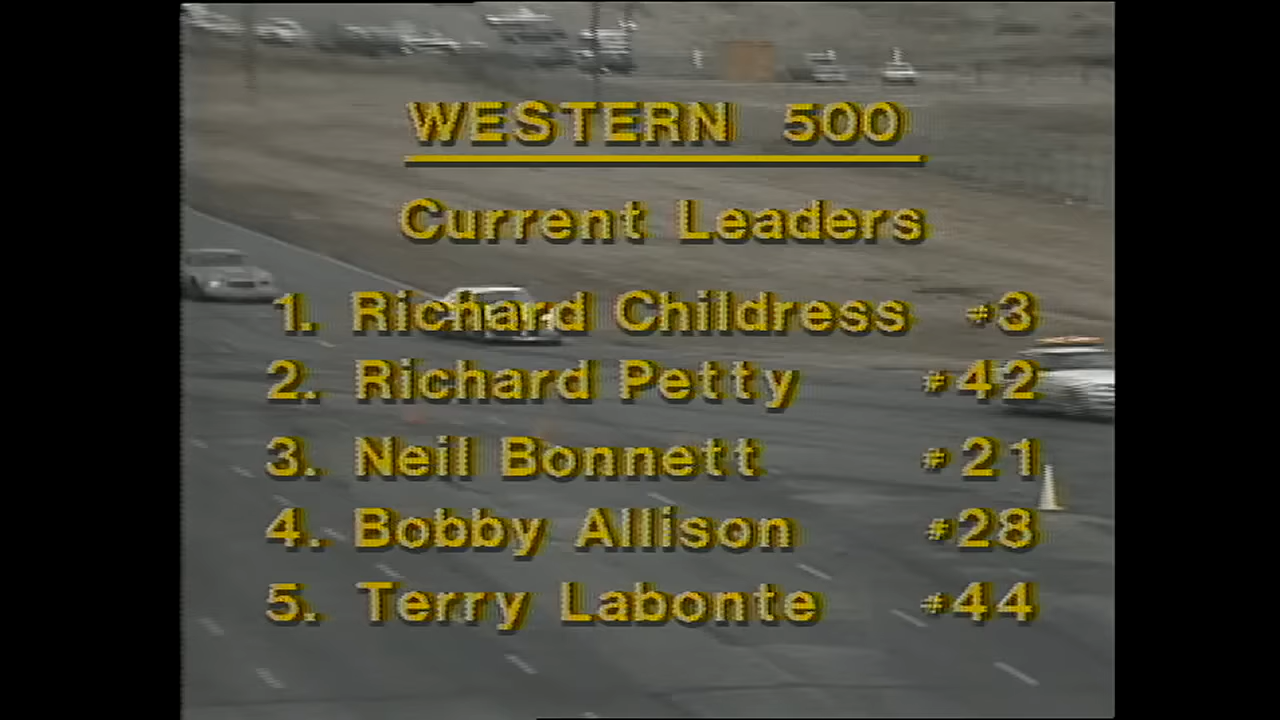 WESTERN 500
Current Leaders
1. Richard Childress #3
2. Richard Petty #42
3. Neil Bonnett #21
4. Bobby Allison #28
5. Terry Labonte #44